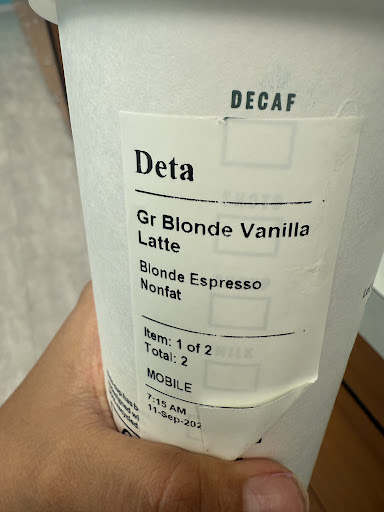 DECAF
Deta
Gr Blonde Vanilla
Latte
Blonde Espresso
Nonfat
Item: 1 of 2
Total: 2
MILK
MOBILE
7:15 AM
11-Sep-202